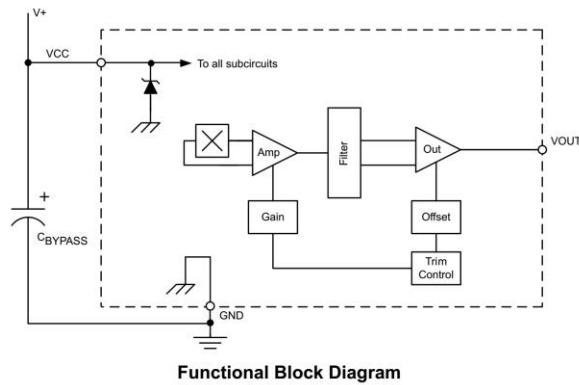 V+
VCC
To all subcircuits
Amp
Filter
Out
VOUT
+
CBYPASS
Gain
Offset
Trim
Control
GND
Functional Block Diagram